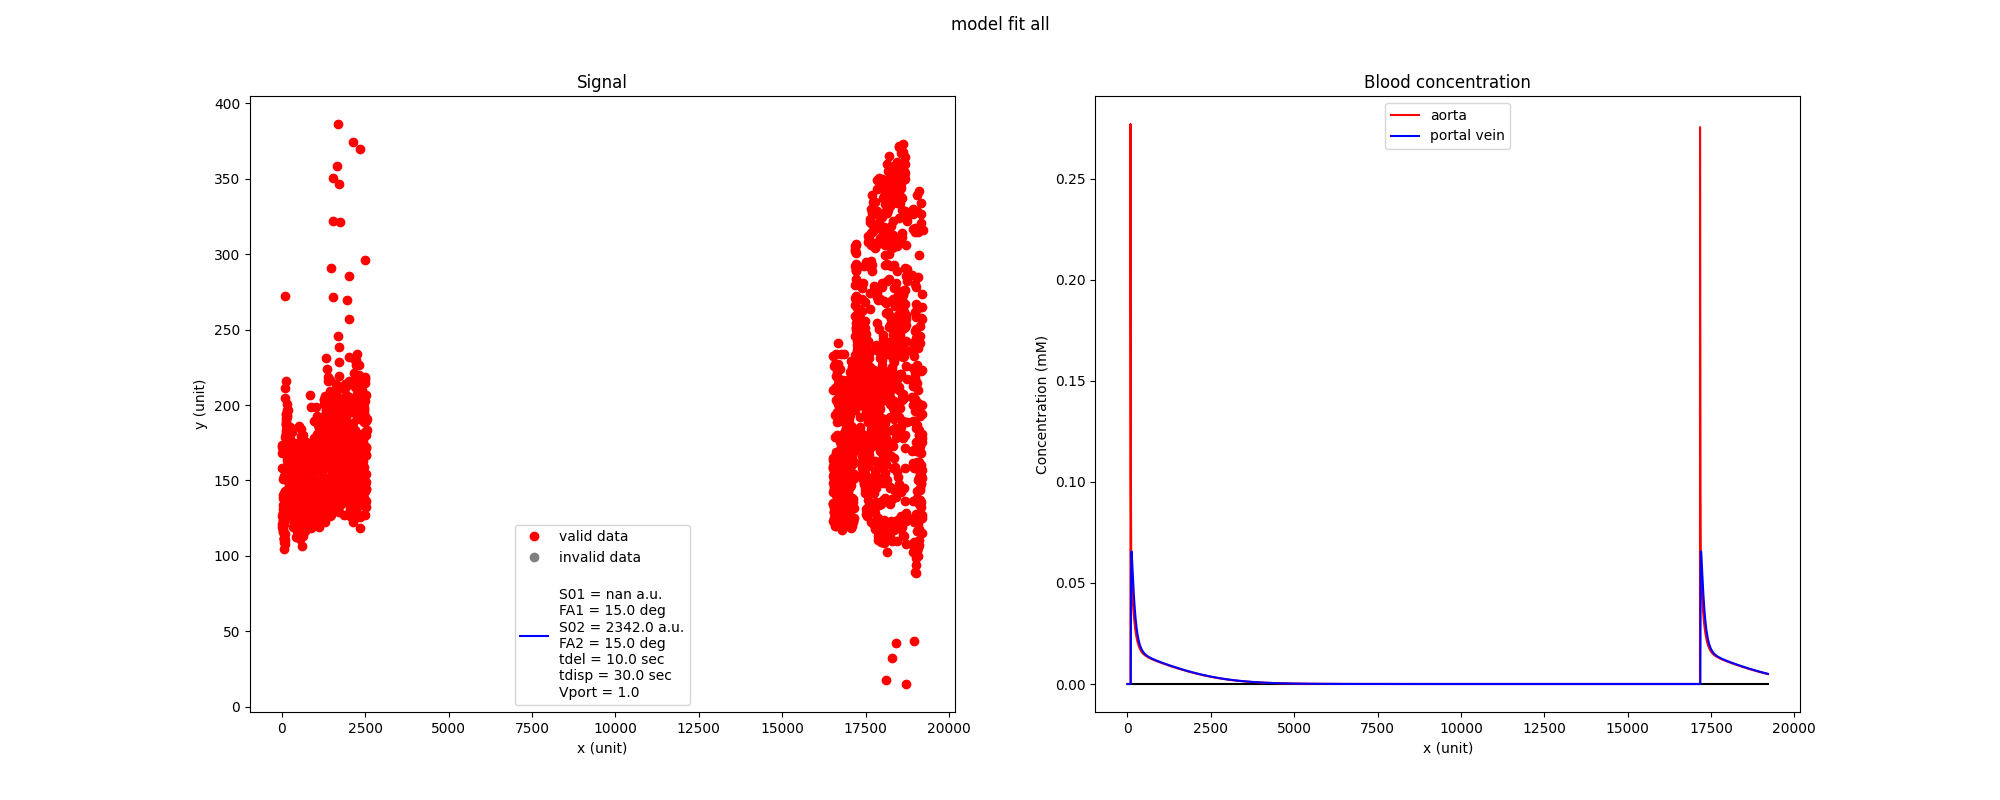 model fit all
Signal
400
350
300
250
200
150
100
50
0
y (unit)
valid data
invalid data
S01 = nan a.u.
FA1 = 15.0 deg
S02 = 2342.0 a.u.
FA2 = 15.0 deg
tdel = 10.0 sec
tdisp = 30.0 sec
Vport = 1.0
0 2500 5000 7500 10000 12500 15000 17500 20000
x (unit)
Blood concentration
aorta
portal vein
0.25
0.20
0.15
0.10
0.05
0.00
Concentration (mM)
0 2500 5000 7500 10000 12500 15000 17500 20000
x (unit)